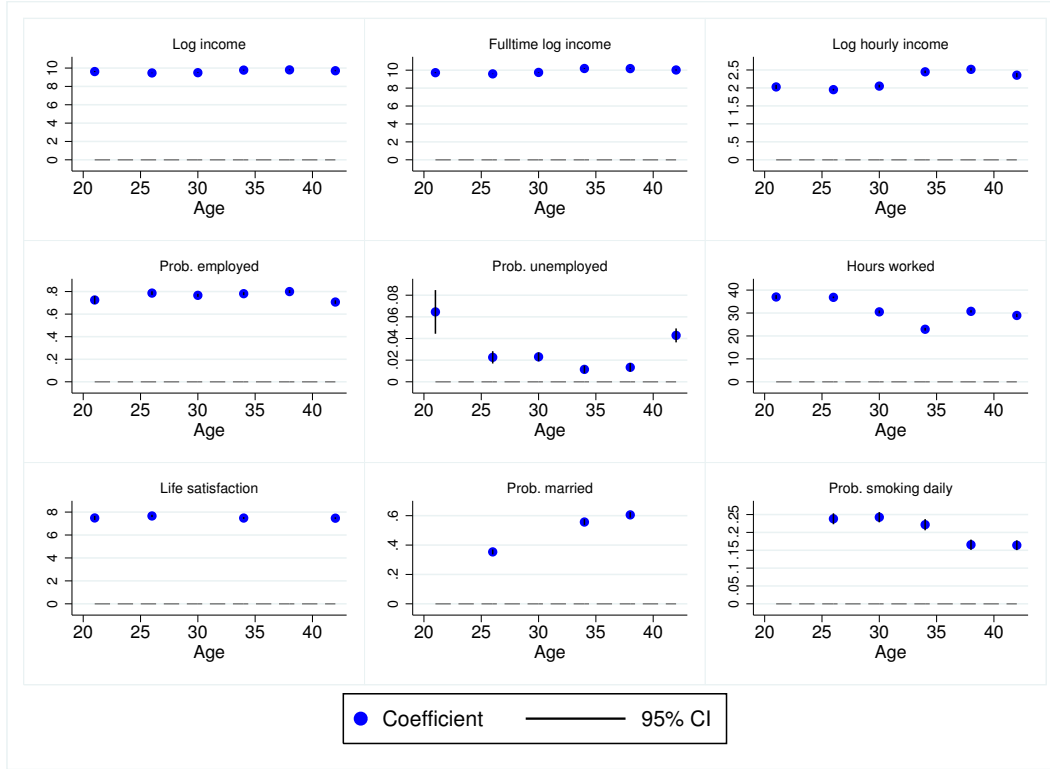 Log income
10
8
6
4
2
0
20 25 30 35 40
Age
Fulltime log income
10
8
6
4
2
0
20 25 30 35 40
Age
Log hourly income
2.5
2
1.5
1
.5
0
20 25 30 35 40
Age
Prob. employed
.8
.6
.4
.2
0
20 25 30 35 40
Age
Prob. unemployed
.08
.06
.04
.02
0
20 25 30 35 40
Age
Hours worked
40
30
20
10
0
20 25 30 35 40
Age
Life satisfaction
8
6
4
2
0
20 25 30 35 40
Age
Prob. married
.6
.4
.2
0
20 25 30 35 40
Age
Prob. smoking daily
.25
.2
.15
.1
.05
0
20 25 30 35 40
Age
Coefficient 95% CI